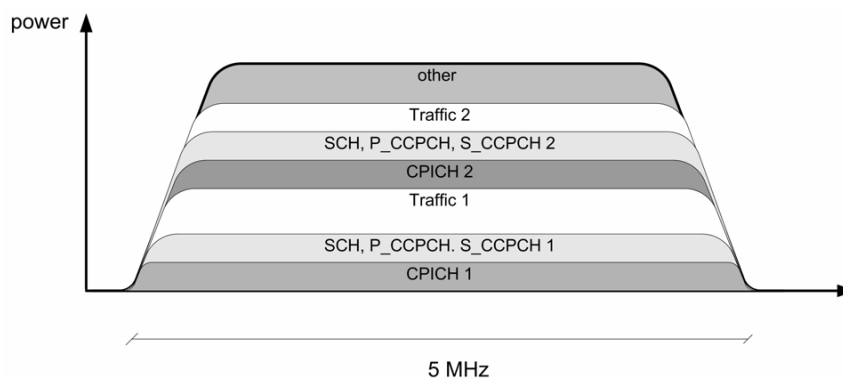 power
other
Traffic 2
SCH, P_CCPCH, S_CCPCH 2
CPICH 2
Traffic 1
SCH, P_CCPCH. S_CCPCH 1
CPICH 1
5 MHz